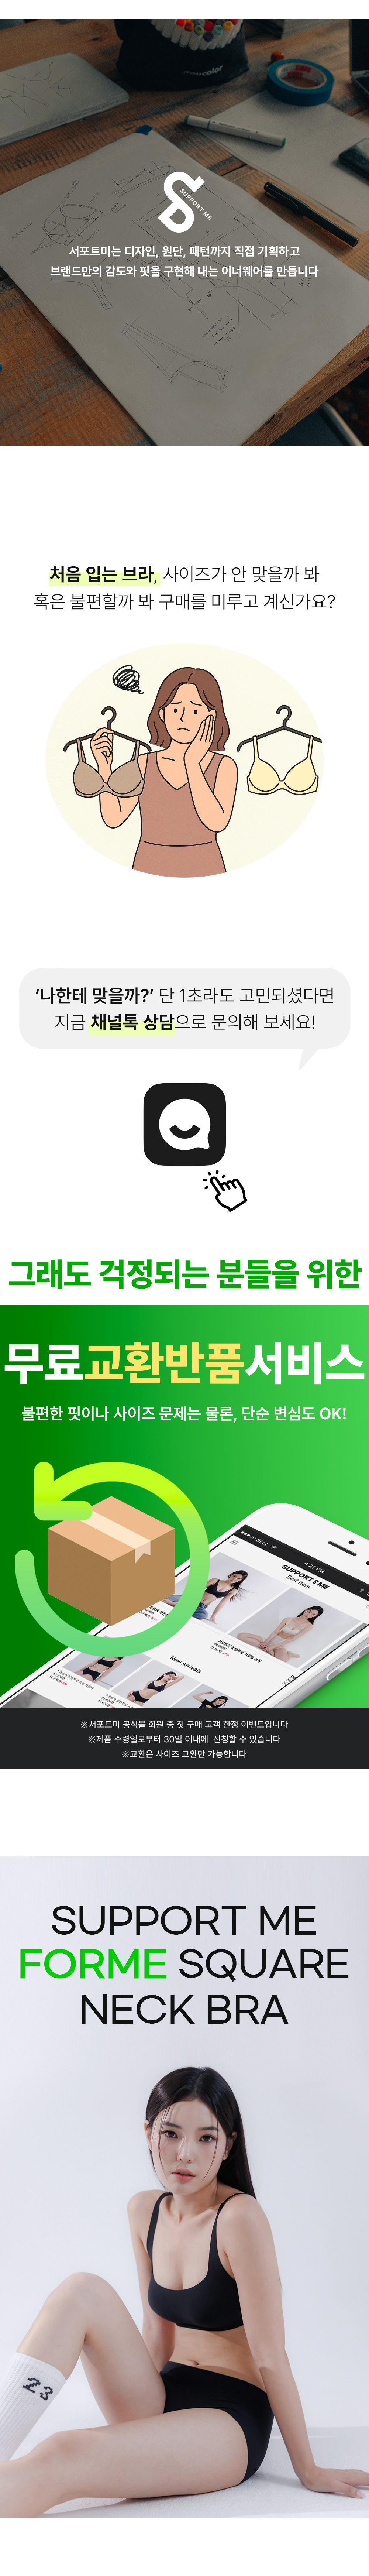 SUPPORT ME
서포트미는 디자인, 원단, 패턴까지 직접 기획하고
브랜드만의 감도와 핏을 구현해 내는 이너웨어를 만듭니다
처음 입는 브라, 사이즈가 안 맞을까 봐
혹은 불편할까 봐 구매를 미루고 계신가요?
‘나한테 맞을까?’ 단 1초라도 고민되셨다면
지금 채널톡 상담으로 문의해 보세요!
그래도 걱정되는 분들을 위한
무료교환반품서비스
불편한 핏이나 사이즈 문제는 물론, 단순 변심도 OK!
BELL
4:21 PM
SUPPORT ME
Best Item
New Arrivals
※서포트미 공식몰 회원 중 첫 구매 고객 한정 이벤트입니다
※제품 수령일로부터 30일 이내에 신청할 수 있습니다
※교환은 사이즈 교환만 가능합니다
SUPPORT ME
FORME SQUARE
NECK BRA
23